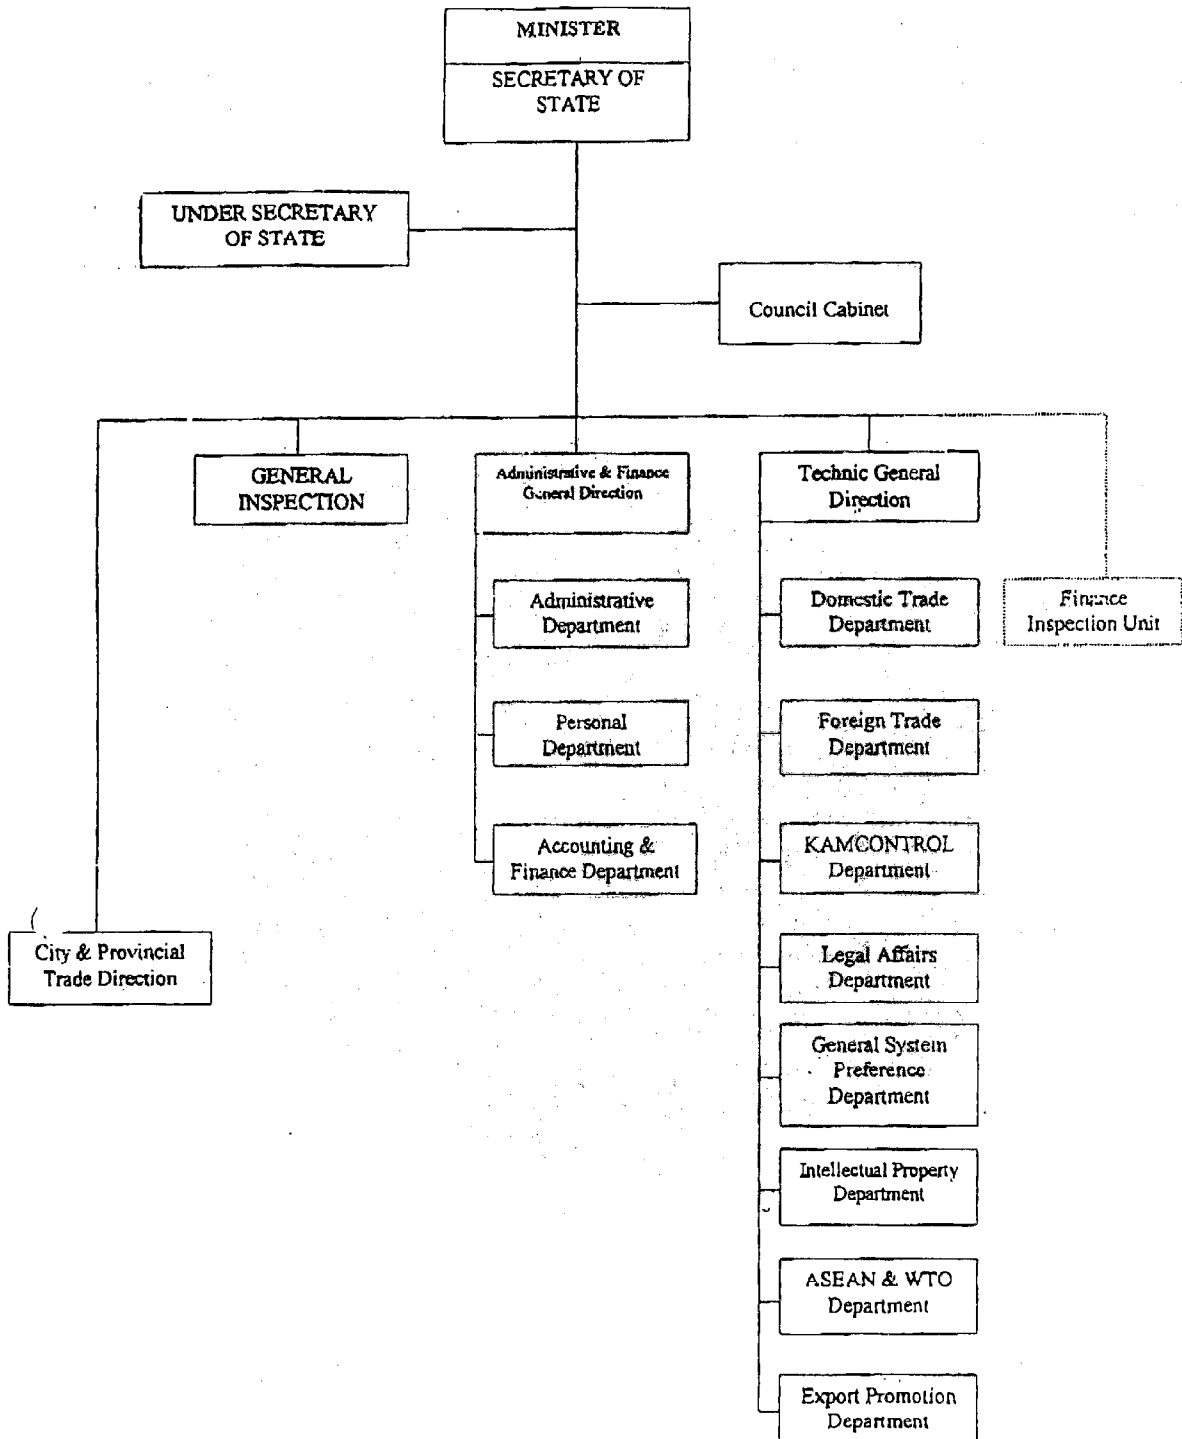 MINISTER
SECRETARY OF
STATE
UNDER SECRETARY
OF STATE
Council Cabinet
GENERAL
INSPECTION
Administrative & Finance
General Direction
Technic General
Direction
Administrative
Department
Domestic Trade
Department
Finance
Inspection Unit
Personal
Department
Foreign Trade
Department
Accounting &
Finance Department
KAMCONTROL
Department
City & Provincial
Trade Direction
Legal Affairs
Department
General System
Preference
Department
Intellectual Property
Department
ASEAN & WTO
Department
Export Promotion
Department